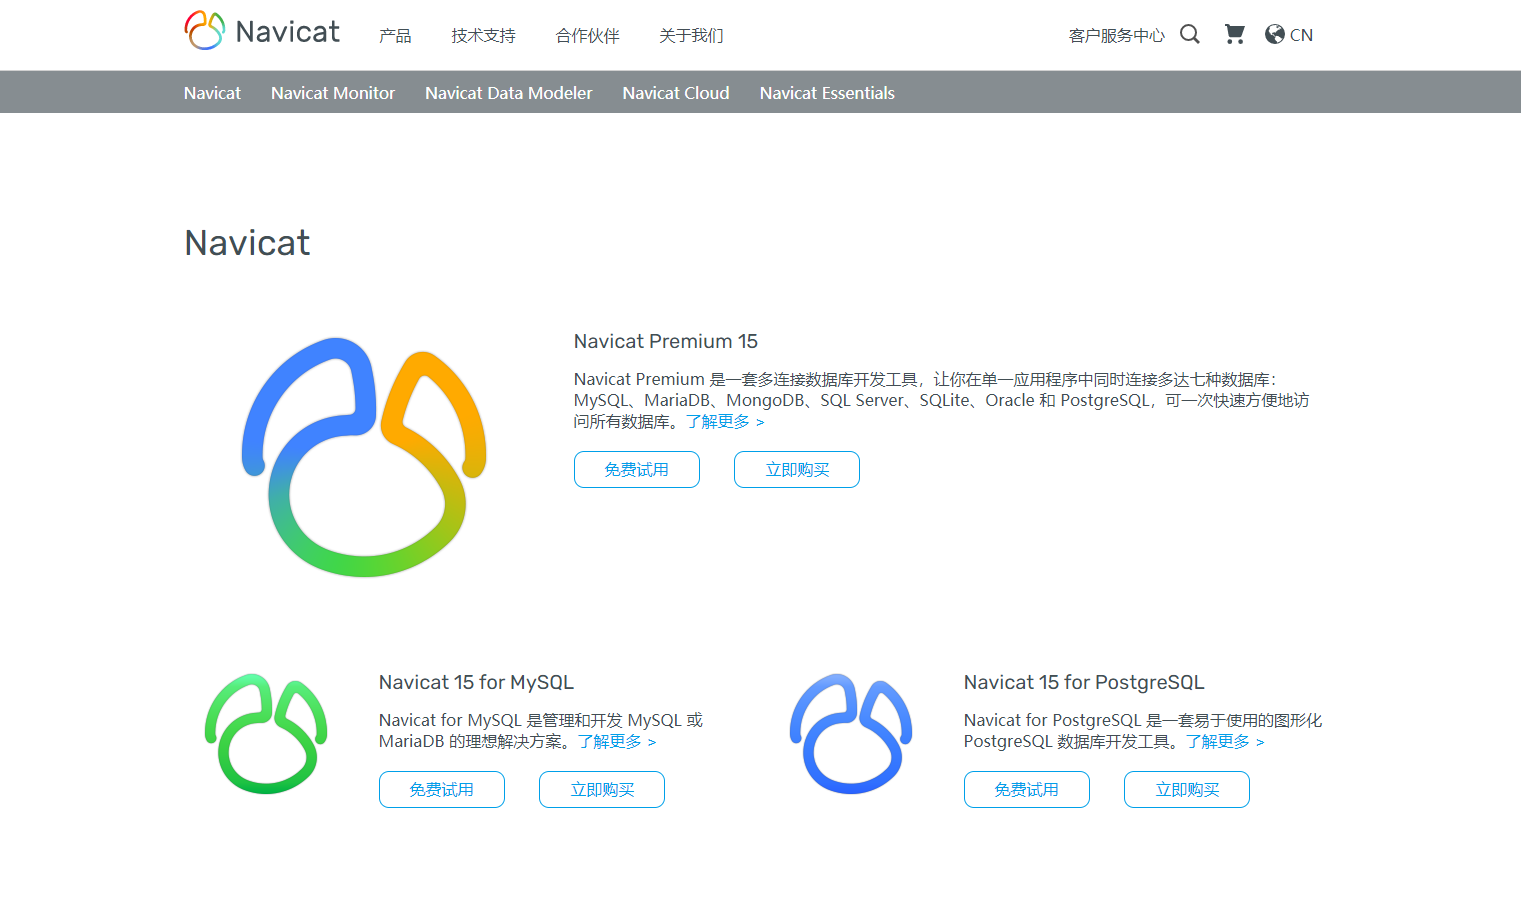 Navicat 产品 技术支持 合作伙伴 关于我们 客户服务中心 CN
Navicat Navicat Monitor Navicat Data Modeler Navicat Cloud Navicat Essentials
Navicat
Navicat Premium 15
Navicat Premium 是一套多连接数据库开发工具，让你在单一应用程序中同时连接多达七种数据库：
MySQL、MariaDB、MongoDB、SQL Server、SQLite、Oracle 和 PostgreSQL，可一次快速方便地访
问所有数据库。了解更多 >
免费试用 立即购买
Navicat 15 for MySQL
Navicat for MySQL 是管理和开发 MySQL 或
MariaDB 的理想解决方案。了解更多 >
免费试用 立即购买
Navicat 15 for PostgreSQL
Navicat for PostgreSQL 是一套易于使用的图形化
PostgreSQL 数据库开发工具。了解更多 >
免费试用 立即购买